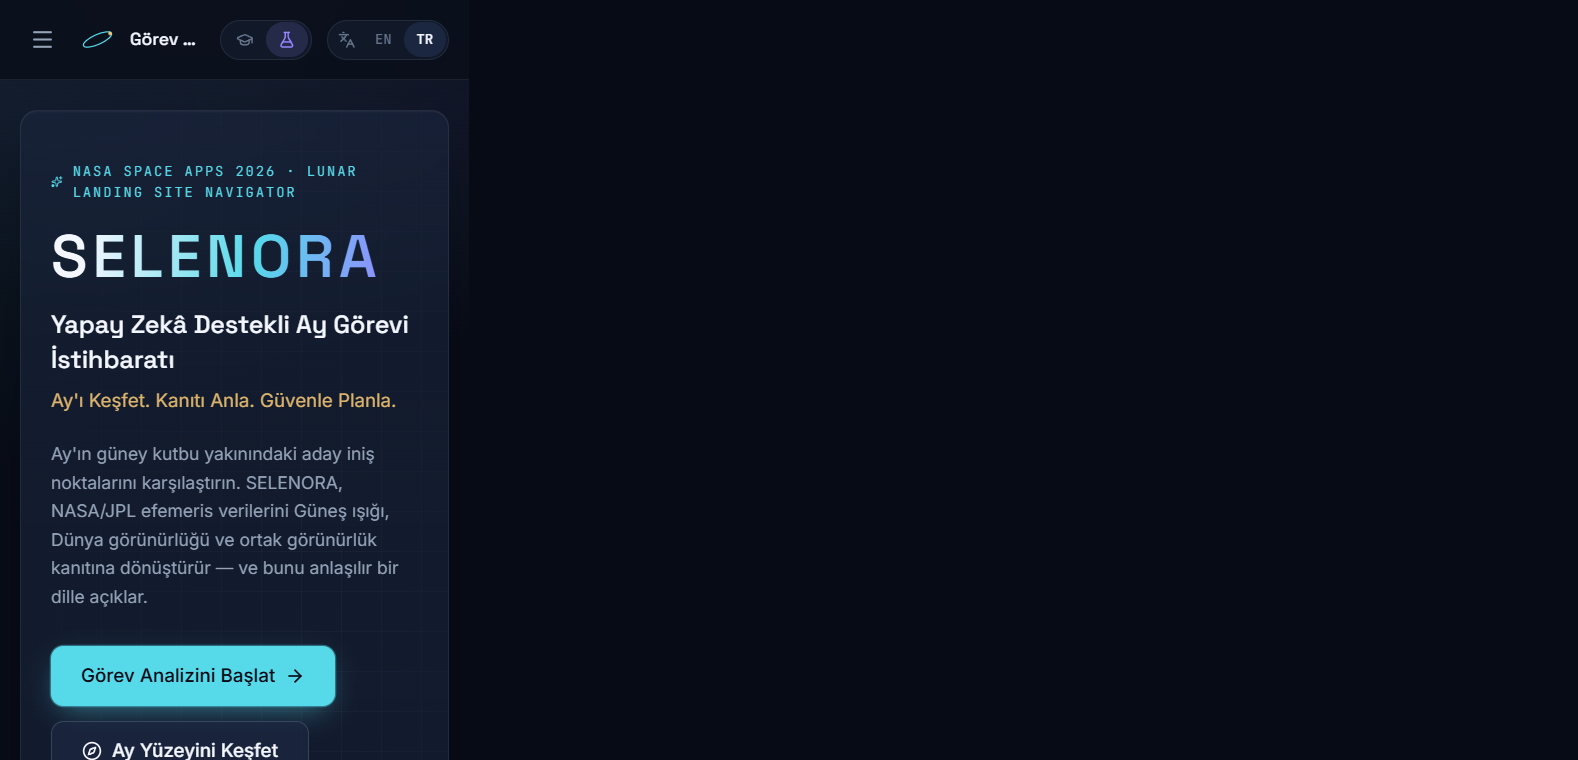 Görev ...
EN
TR
NASA SPACE APPS 2026 · LUNAR
LANDING SITE NAVIGATOR
SELENORA
Yapay Zekâ Destekli Ay Görevi
İstihbaratı
Ay'ı Keşfet. Kanıtı Anla. Güvenle Planla.
Ay'ın güney kutbu yakınındaki aday iniş
noktalarını karşılaştırın. SELENORA,
NASA/JPL efemeris verilerini Güneş ışığı,
Dünya görünürlüğü ve ortak görünürlük
kanıtına dönüştürür — ve bunu anlaşılır bir
dille açıklar.
Görev Analizini Başlat →
Ay Yüzeyini Keşfet